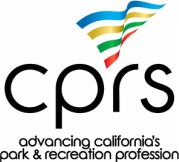 cprs
advancing california's
park & recreation profession